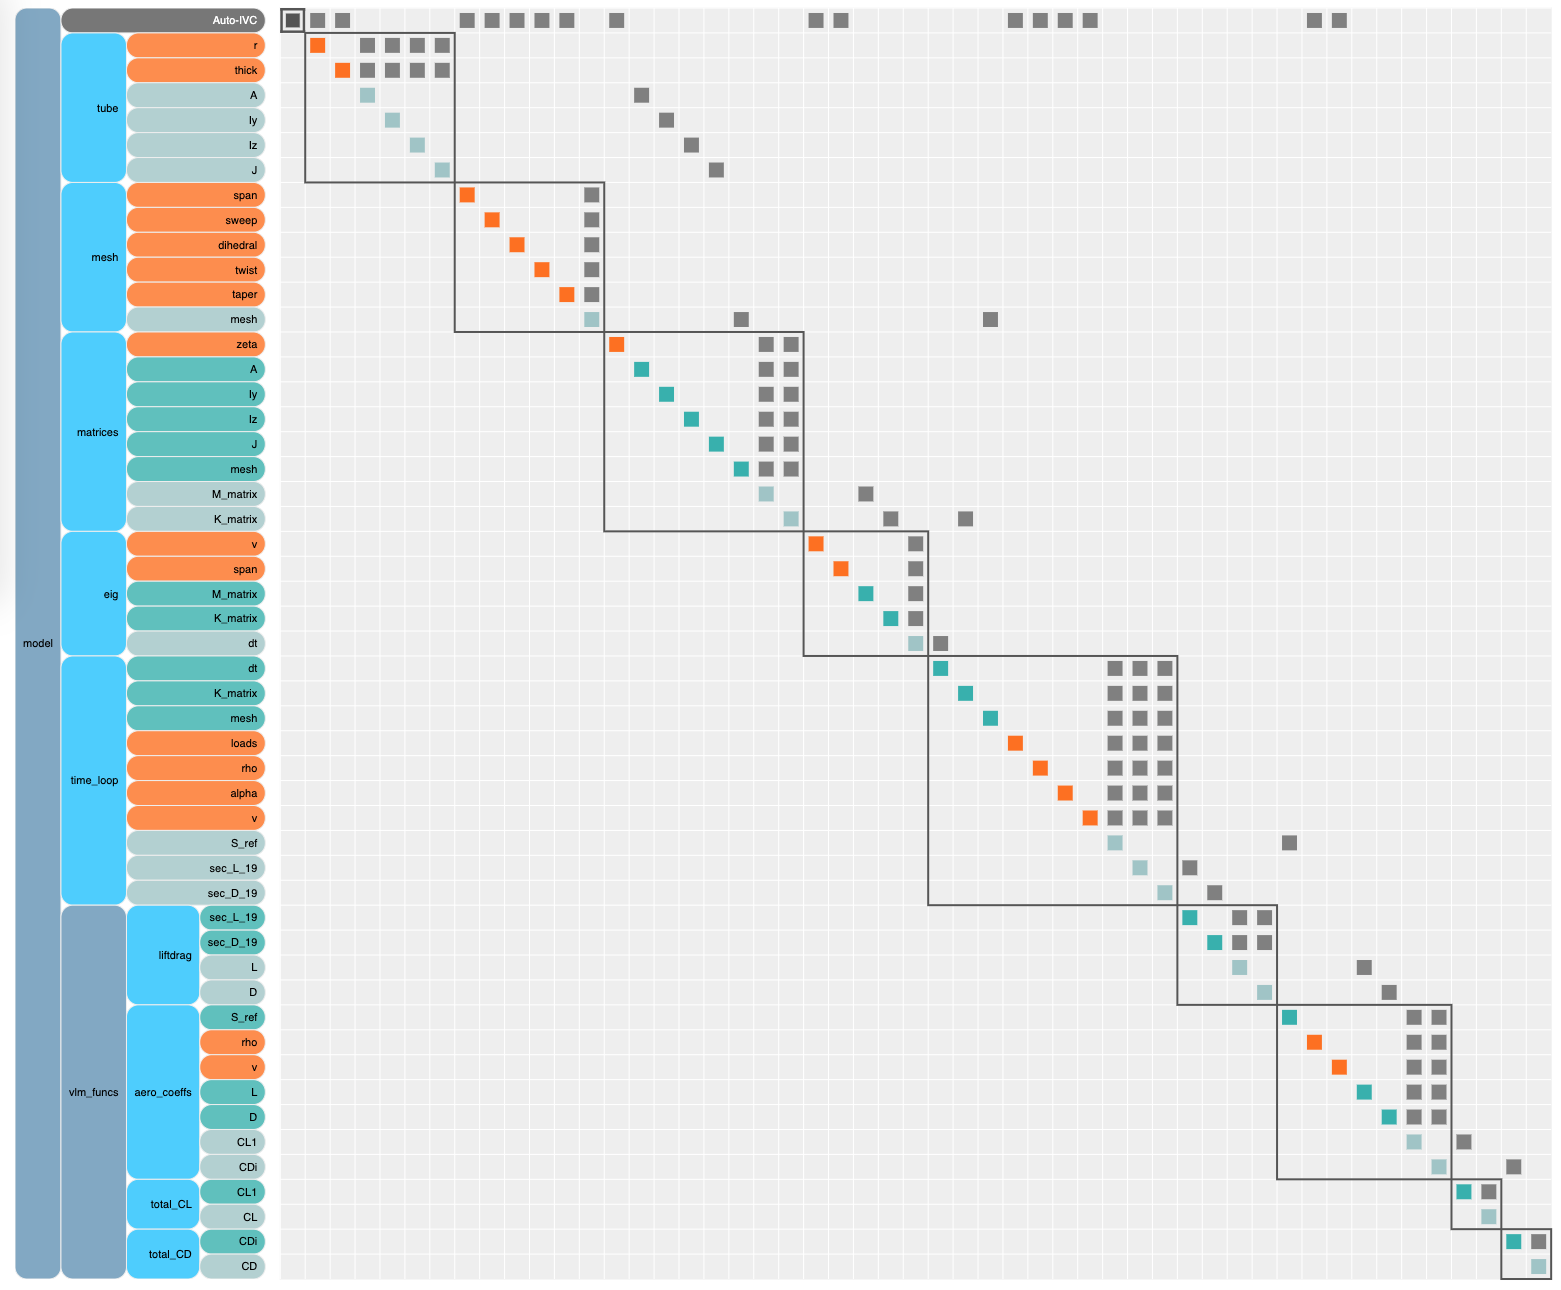 Auto-IVC
r
thick
A
Iy
Iz
J
tube
span
sweep
dihedral
twist
taper
mesh
mesh
zeta
A
Iy
Iz
J
mesh
M_matrix
K_matrix
matrices
v
span
M_matrix
K_matrix
dt
eig
model
dt
K_matrix
mesh
loads
rho
alpha
v
S_ref
sec_L_19
sec_D_19
time_loop
sec_L_19
sec_D_19
L
D
liftdrag
S_ref
rho
v
L
D
CL1
CDi
aero_coeffs
vlm_funcs
CL1
CL
total_CL
CDi
CD
total_CD